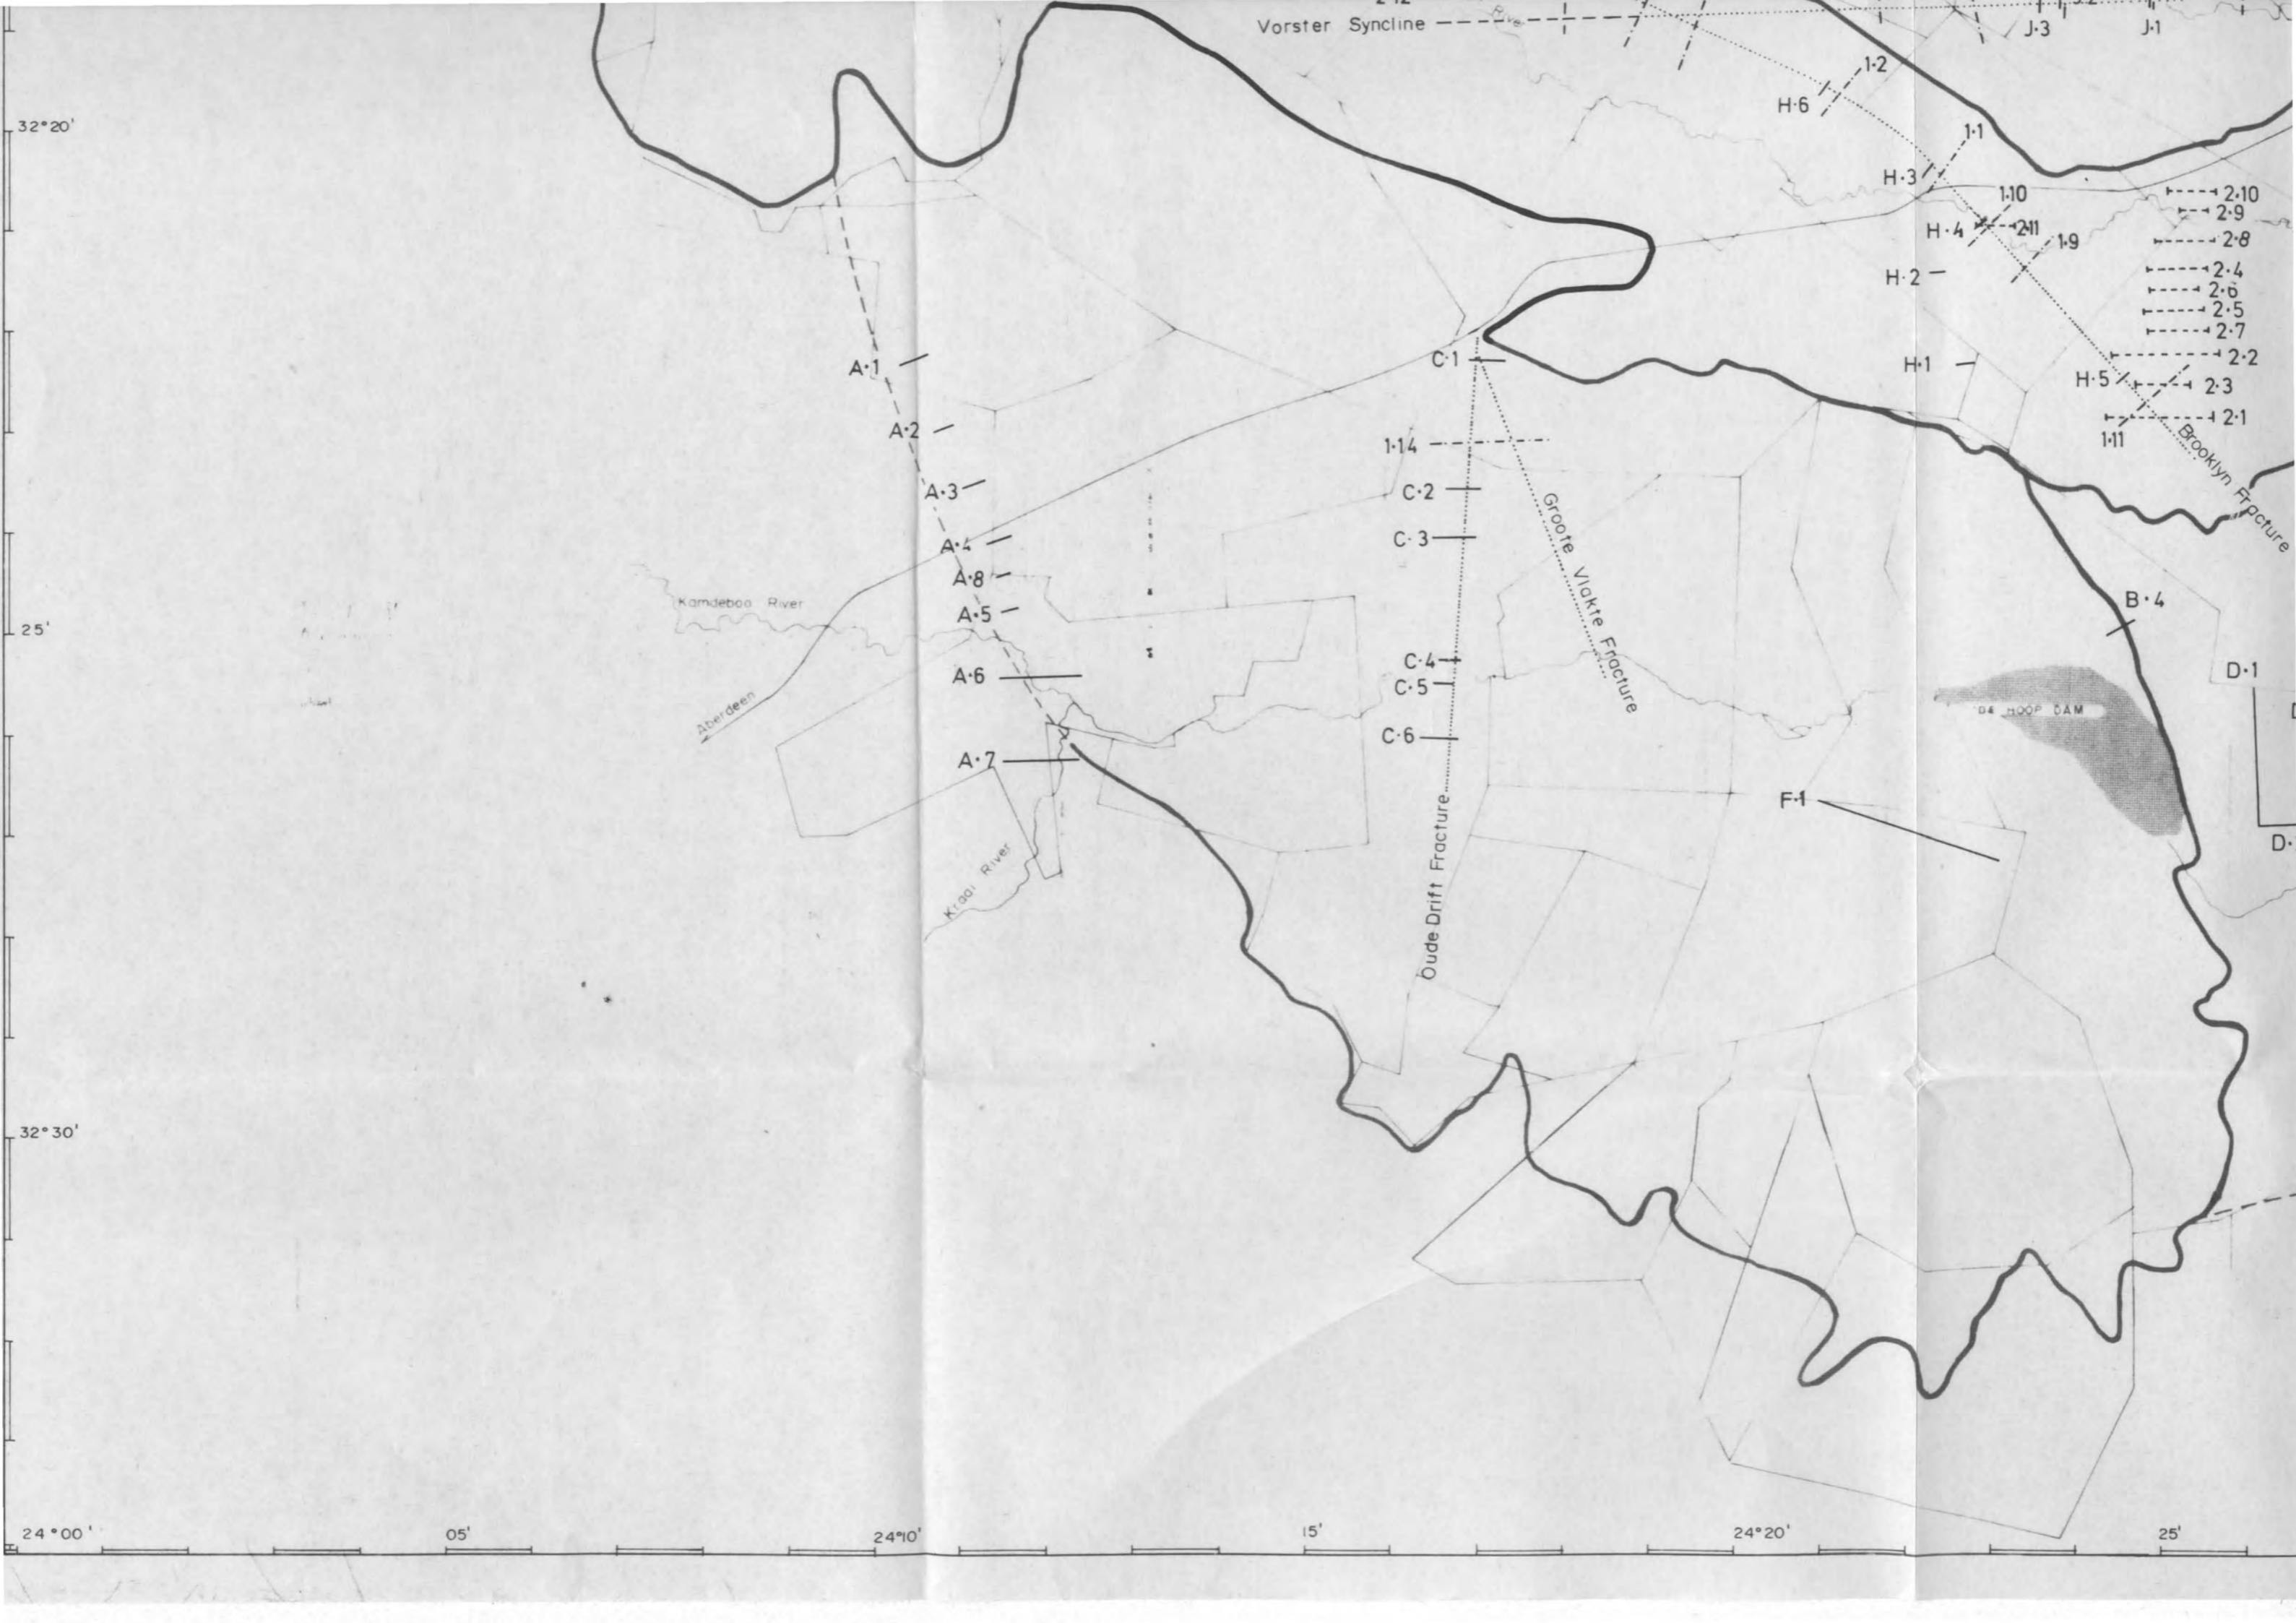 Vorster Syncline
River
J·3
J·1
1·2
H·6
32°20'
1·1
H·3
1·10
2·10
2·9
H·4
2·11
1·9
2·8
H·2
2·4
2·6
2·5
2·7
C·1
2·2
A·1
H·1
H·5
2·3
A·2
2·1
1·14
1·11
Brooklyn Fracture
A·3
C·2
Groote Vlakte Fracture
C·3
A·4
A·8
Kamdeboo River
A·5
B·4
25'
C·4
D·1
A·6
C·5
Aberdeen
DE HOOP DAM
C·6
A·7
F·1
Oude Drift Fracture
D·
Kraai River
32°30'
24°00'
05'
24°10'
15'
24°20'
25'